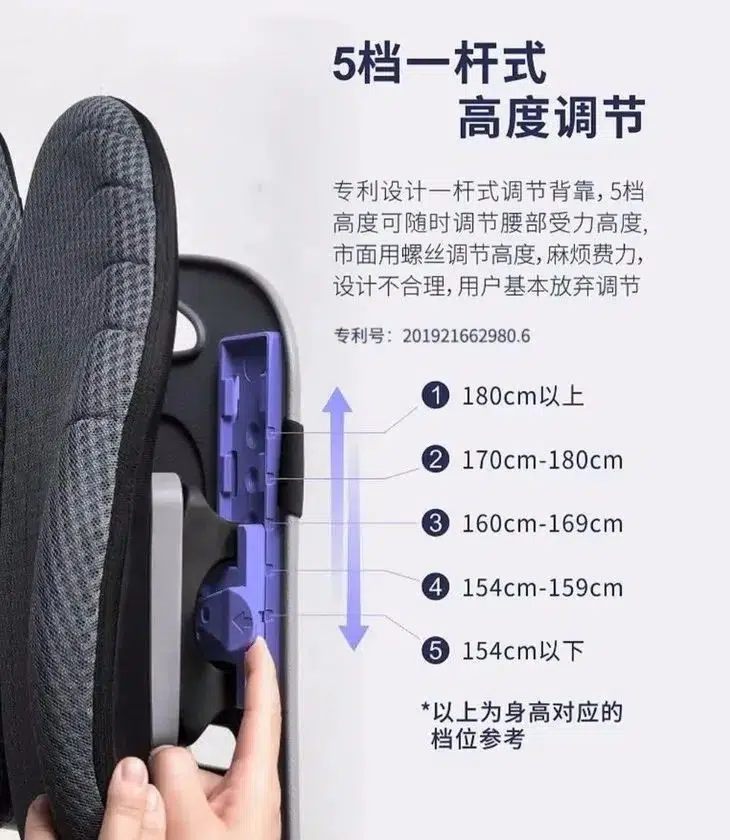 5档一杆式
高度调节
专利设计一杆式调节背靠，5档
高度可随时调节腰部受力高度,
市面用螺丝调节高度，麻烦费力，
设计不合理，用户基本放弃调节
专利号：201921662980.6
1 180cm以上
2 170cm-180cm
3 160cm-169cm
4 154cm-159cm
5 154cm以下
*以上为身高对应的
档位参考